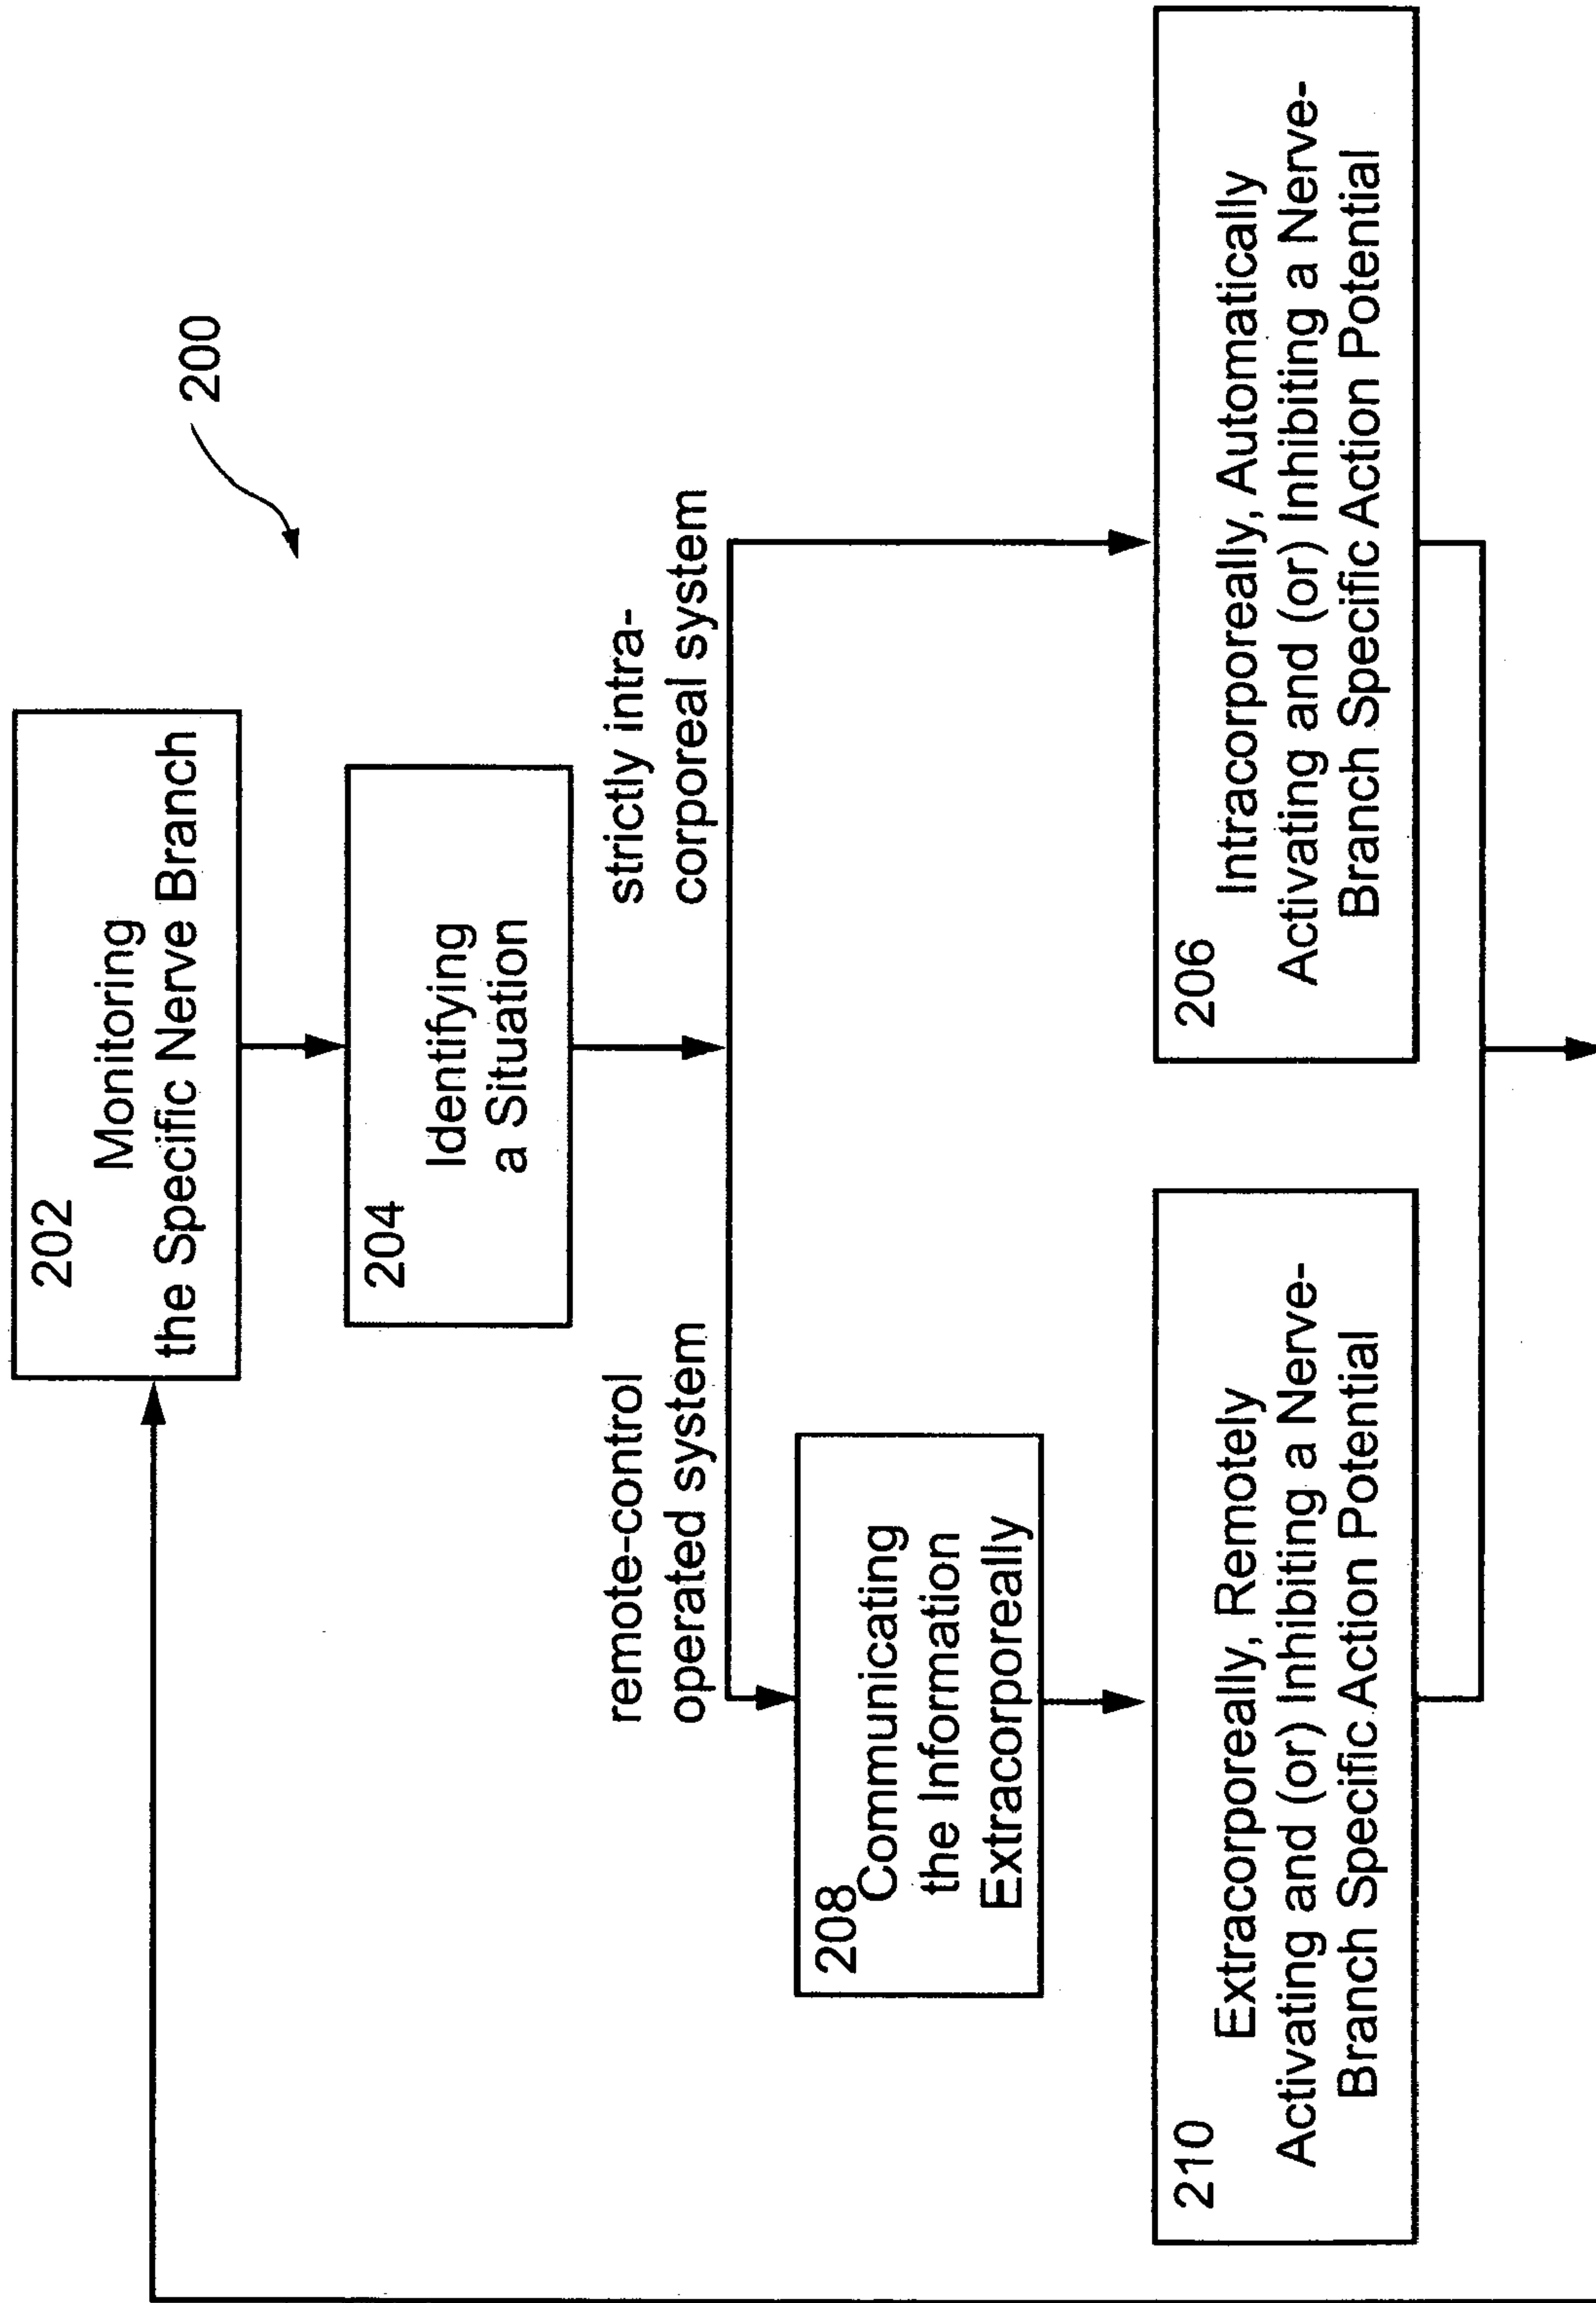 200
202
Monitoring
the Specific Nerve Branch
204
Identifying
a Situation
remote-control
operated system
strictly intra-
corporeal system
208
Communicating
the Information
Extracorporeally
210
Extracorporeally, Remotely
Activating and (or) Inhibiting a Nerve-
Branch Specific Action Potential
206
Intracorporeally, Automatically
Activating and (or) Inhibiting a Nerve-
Branch Specific Action Potential